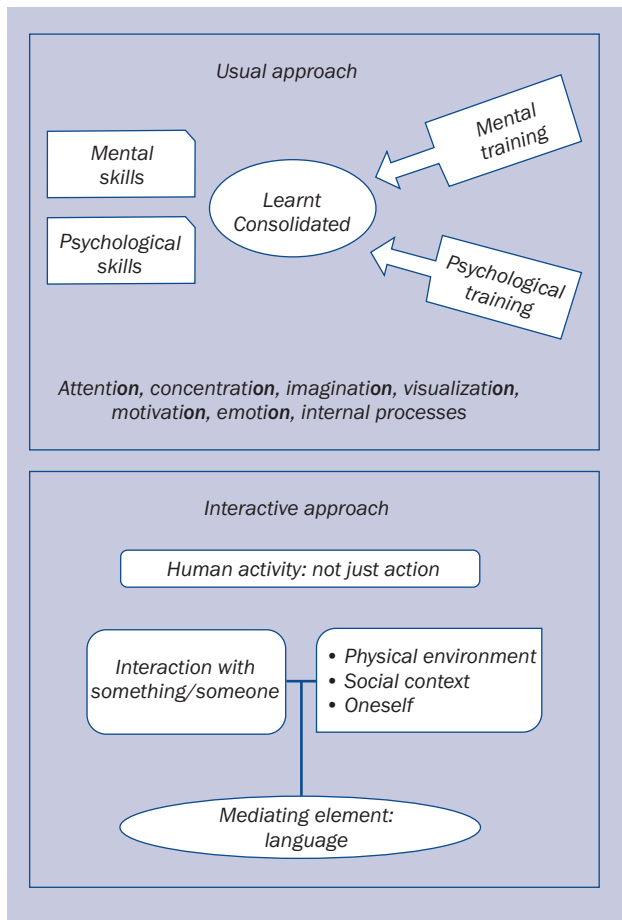 Usual approach
Mental
skills
Psychological
skills
Learnt
Consolidated
Mental
training
Psychological
training
Attention, concentration, imagination, visualization,
motivation, emotion, internal processes
Interactive approach
Human activity: not just action
Interaction with
something/someone
• Physical environment
• Social context
• Oneself
Mediating element:
language